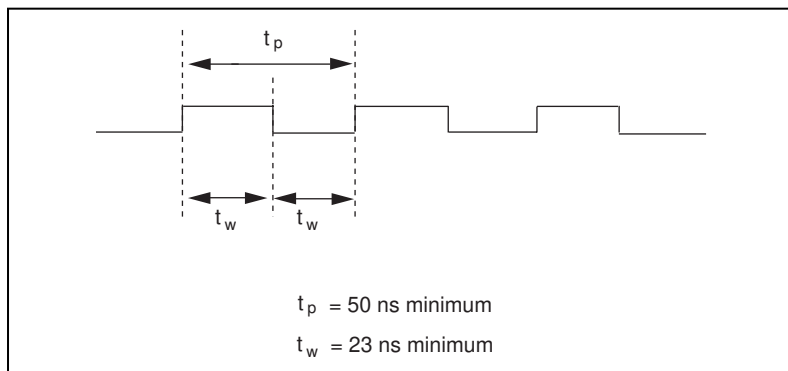 t p
t w t w
t p = 50 ns minimum
t w = 23 ns minimum